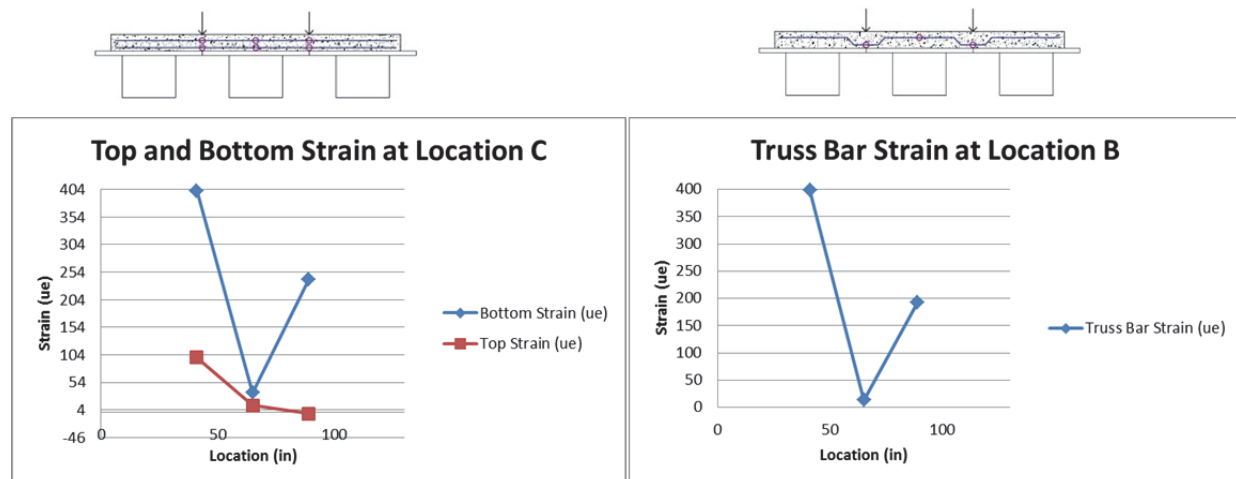 Top and Bottom Strain at Location C
404
354
304
254
204
154
104
54
4
-46
Strain (ue)
0
50
100
Location (in)
Bottom Strain (ue)
Top Strain (ue)
Truss Bar Strain at Location B
400
350
300
250
200
150
100
50
0
Strain (ue)
0
50
100
Location (in)
Truss Bar Strain (ue)